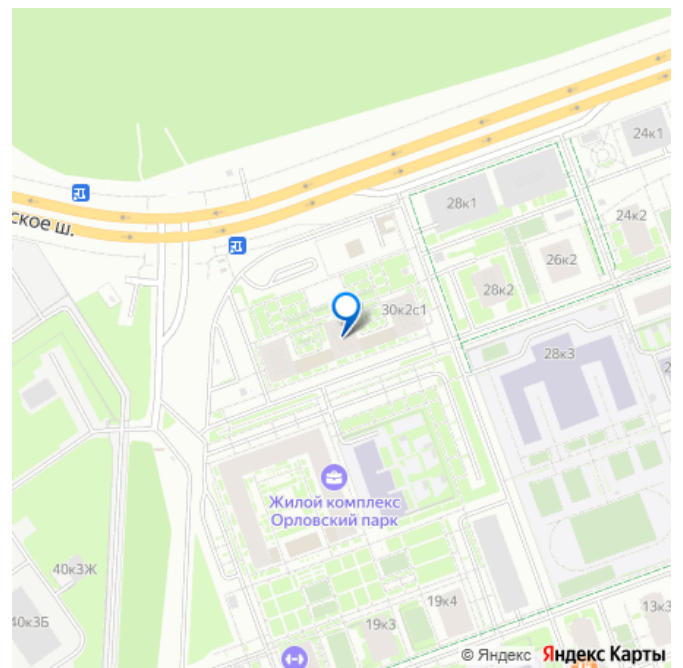 24к1
28к1
ское ш.
24к2
26к2
28к2
30к2с1
28к3
Жилой комплекс
Орловский парк
40к3Ж
40к3Б
19к4
19к3
13к3
© Яндекс Яндекс Карты